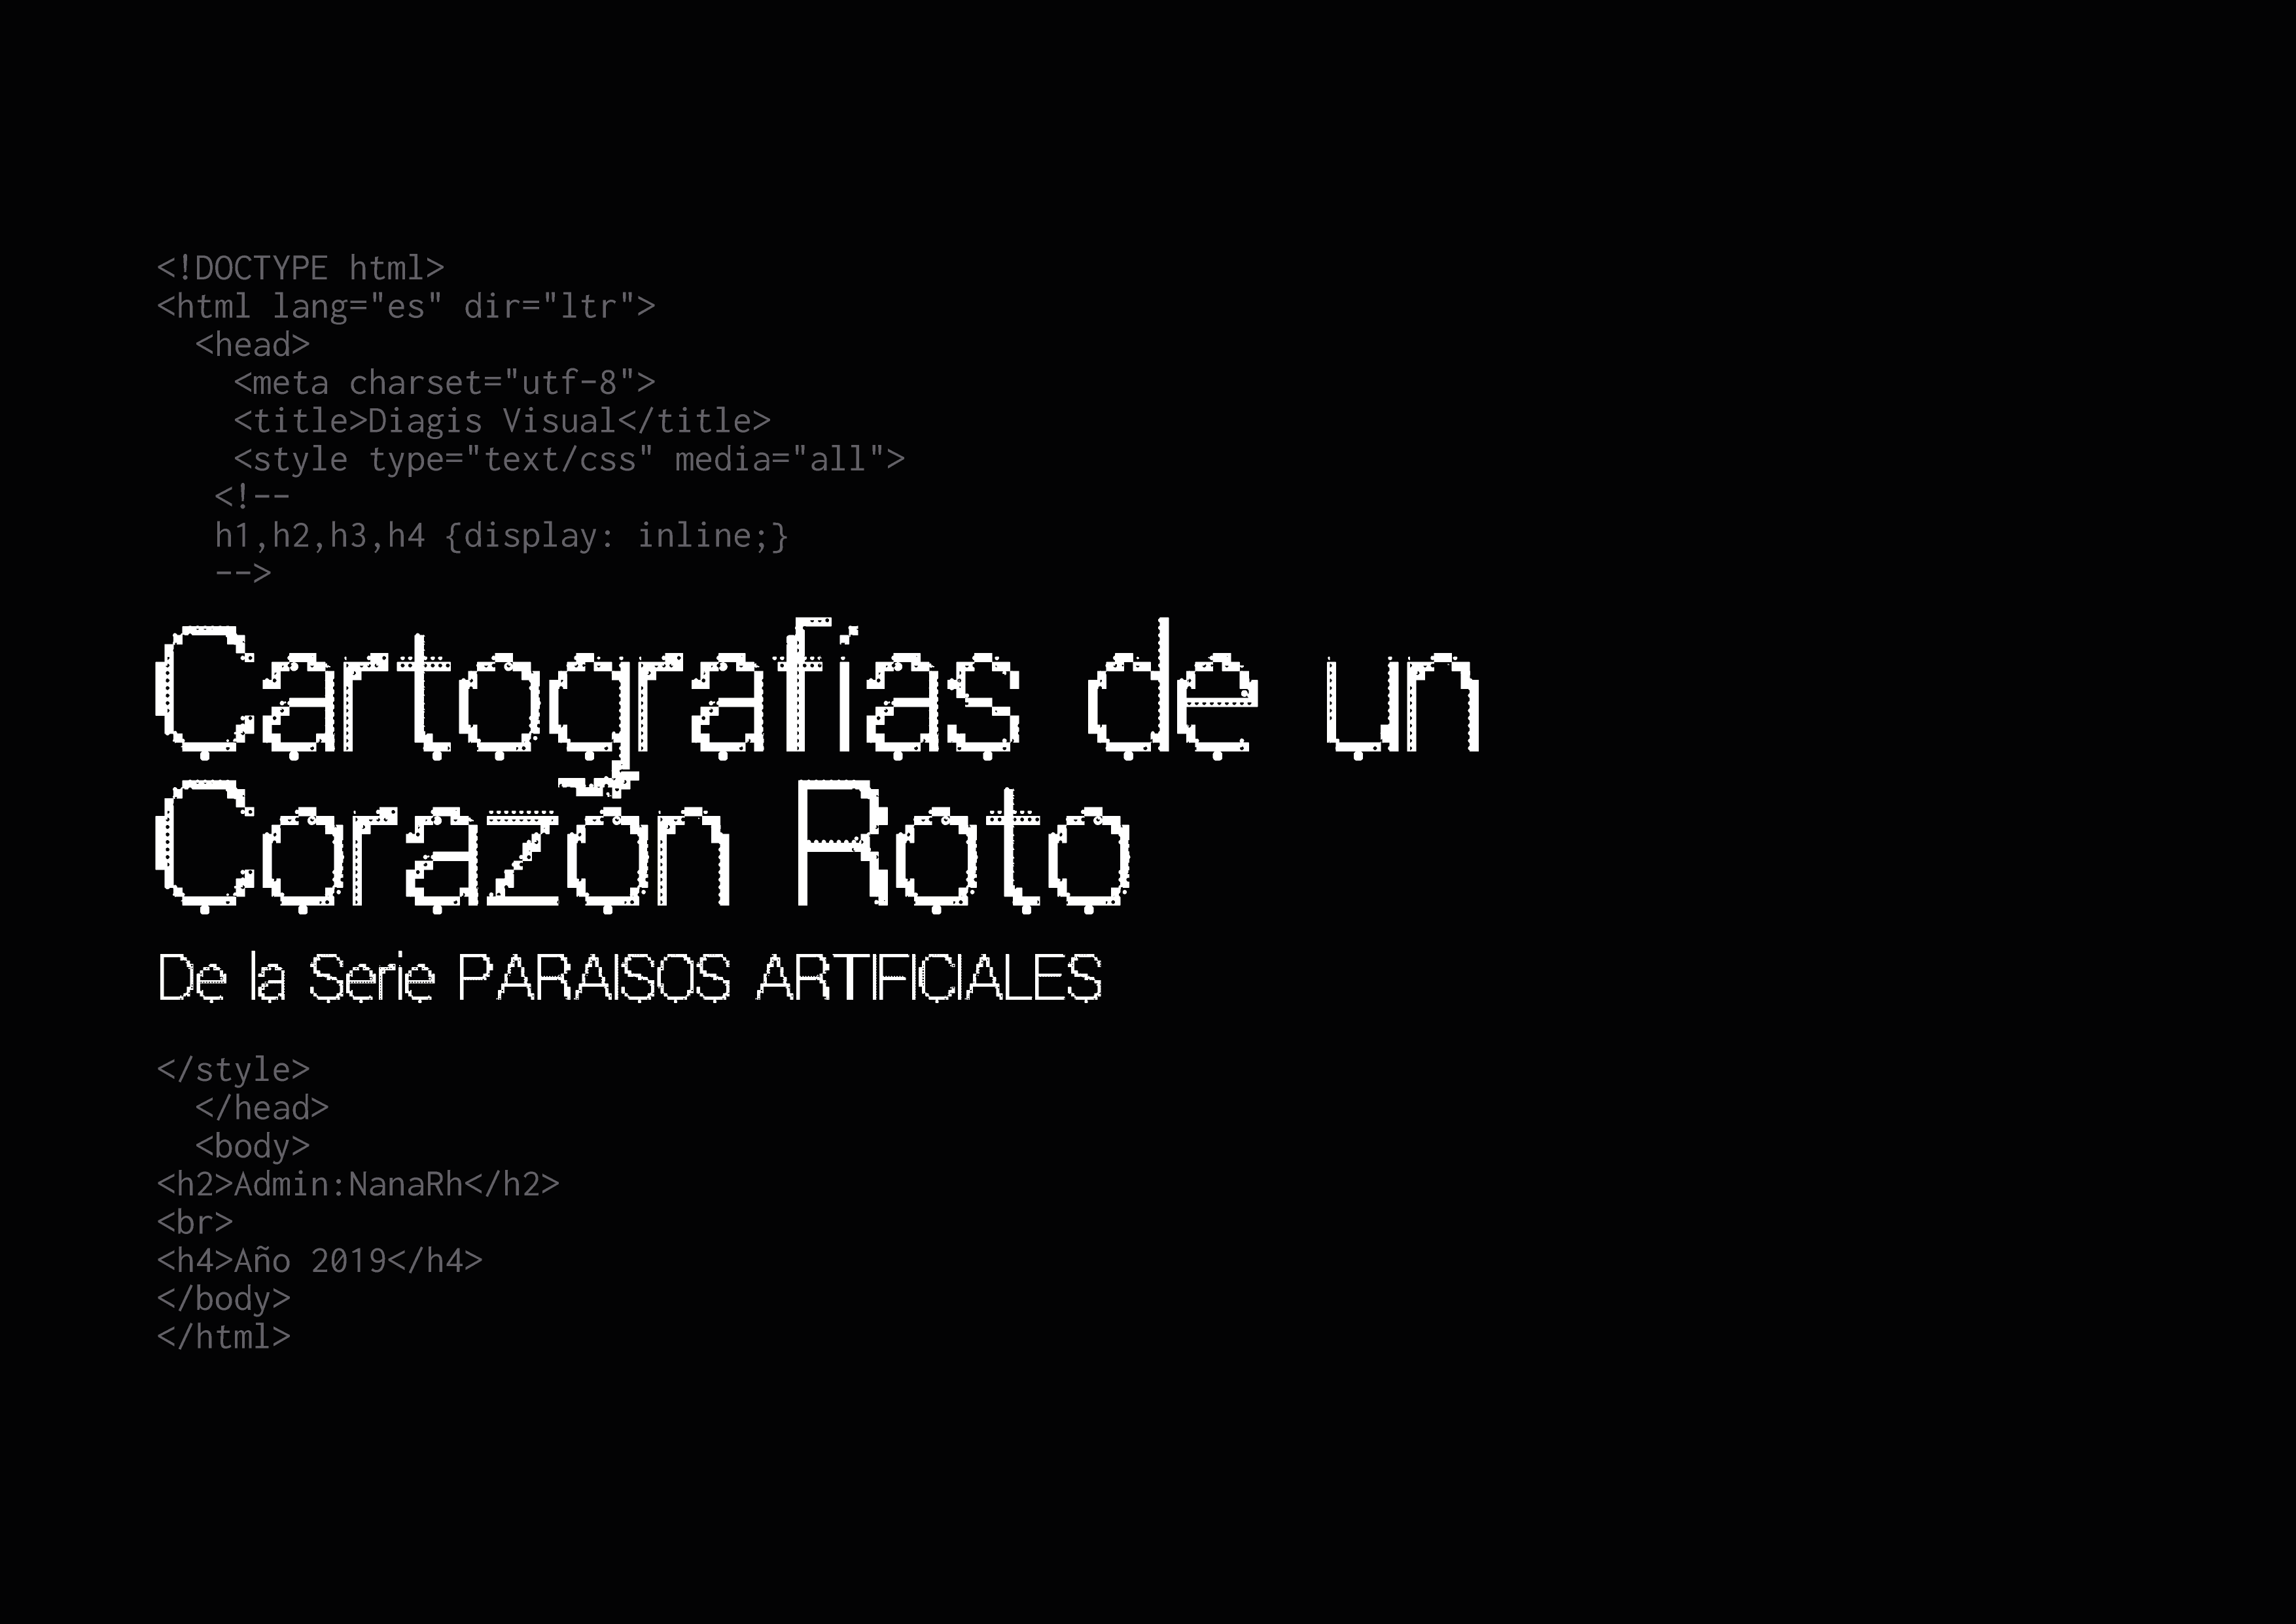 <!DOCTYPE html>
<html lang="es" dir="ltr">
<head>
<meta charset="utf-8">
<title>Diagis Visual</title>
<style type="text/css" media="all">
<!--
h1,h2,h3,h4 {display: inline;}
-->
Cartografías de un
Corazón Roto
De la Serie PARAISOS ARTIFICIALES
</style>
</head>
<body>
<h2>Admin:NanaRh</h2>
<br>
<h4>Año 2019</h4>
</body>
</html>